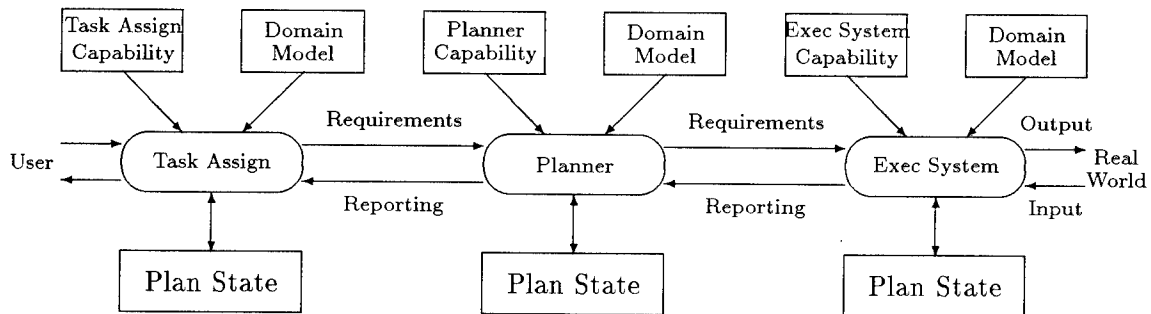 Task Assign
Capability
Domain
Model
Planner
Capability
Domain
Model
Exec System
Capability
Domain
Model
User
Task Assign
Requirements
Reporting
Planner
Requirements
Reporting
Exec System
Output
Real
World
Input
Plan State
Plan State
Plan State